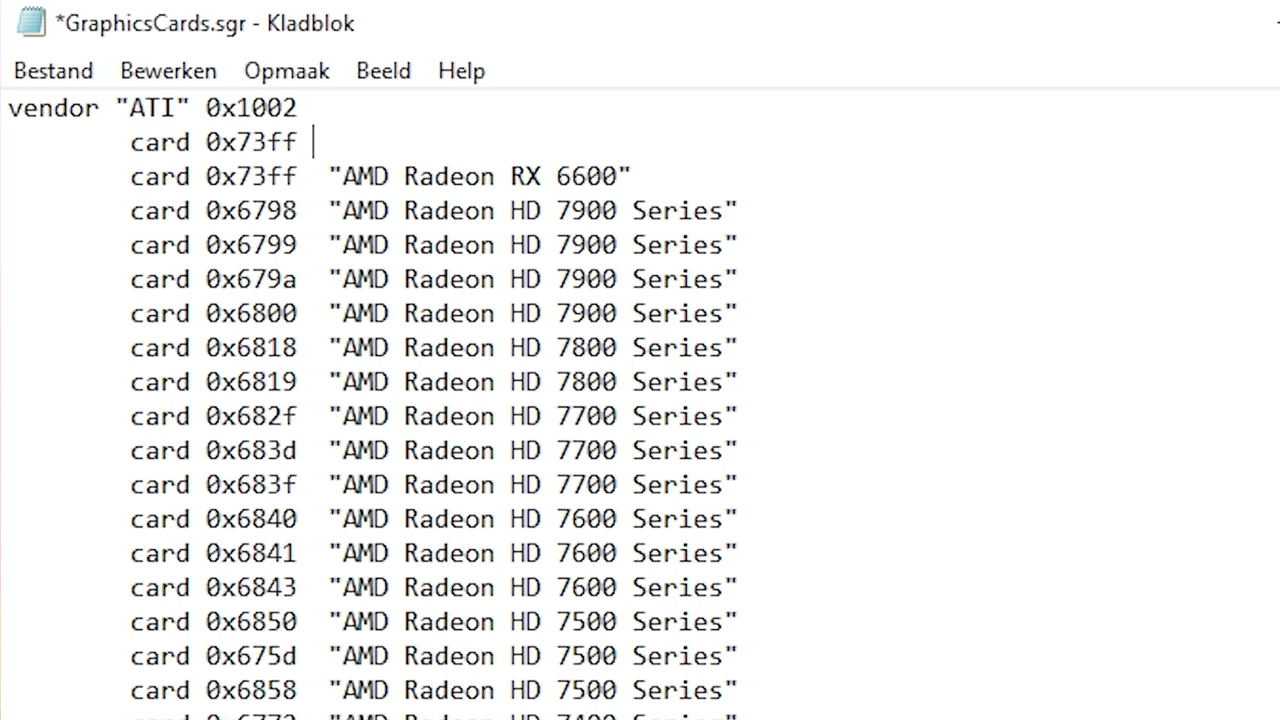 *GraphicsCards.sgr - Kladblok
Bestand Bewerken Opmaak Beeld Help
vendor "ATI" 0x1002
card 0x73ff
card 0x73ff "AMD Radeon RX 6600"
card 0x6798 "AMD Radeon HD 7900 Series"
card 0x6799 "AMD Radeon HD 7900 Series"
card 0x679a "AMD Radeon HD 7900 Series"
card 0x6800 "AMD Radeon HD 7900 Series"
card 0x6818 "AMD Radeon HD 7800 Series"
card 0x6819 "AMD Radeon HD 7800 Series"
card 0x682f "AMD Radeon HD 7700 Series"
card 0x683d "AMD Radeon HD 7700 Series"
card 0x683f "AMD Radeon HD 7700 Series"
card 0x6840 "AMD Radeon HD 7600 Series"
card 0x6841 "AMD Radeon HD 7600 Series"
card 0x6843 "AMD Radeon HD 7600 Series"
card 0x6850 "AMD Radeon HD 7500 Series"
card 0x675d "AMD Radeon HD 7500 Series"
card 0x6858 "AMD Radeon HD 7500 Series"